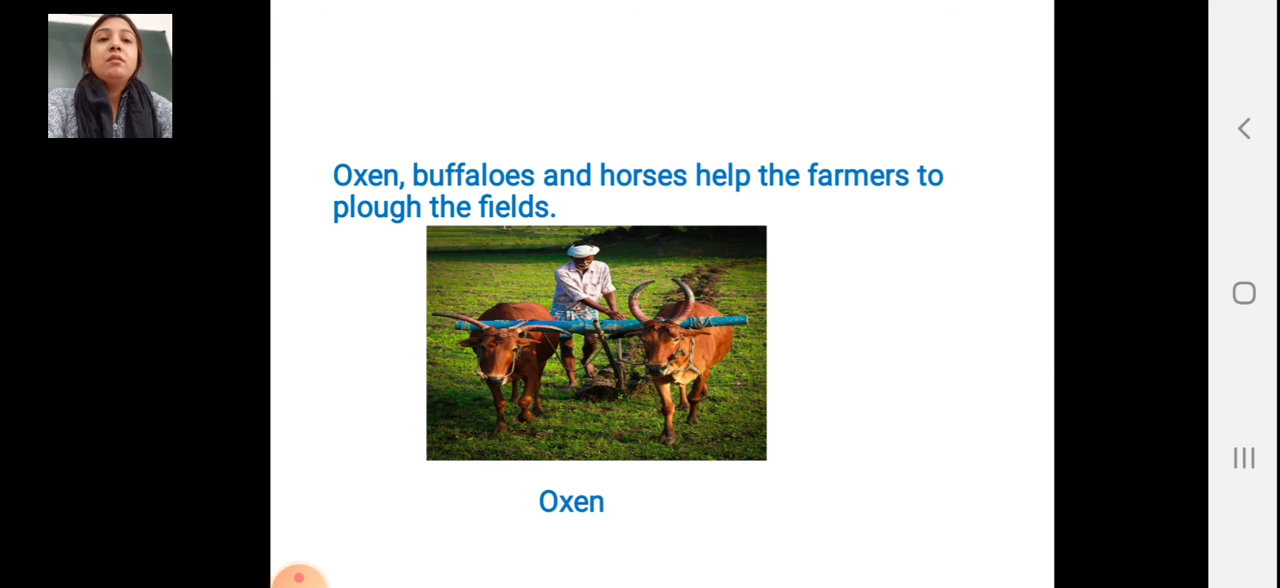 Oxen, buffaloes and horses help the farmers to
plough the fields.
Oxen